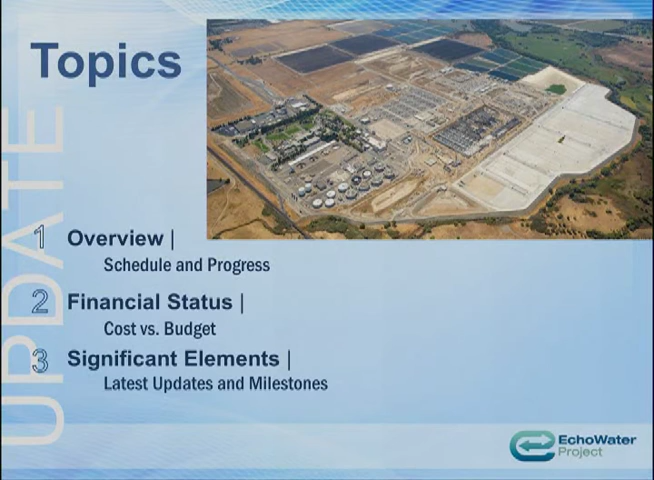 Topics
UPDATE
1 Overview |
Schedule and Progress
2 Financial Status |
Cost vs. Budget
3 Significant Elements |
Latest Updates and Milestones
EchoWater
Project